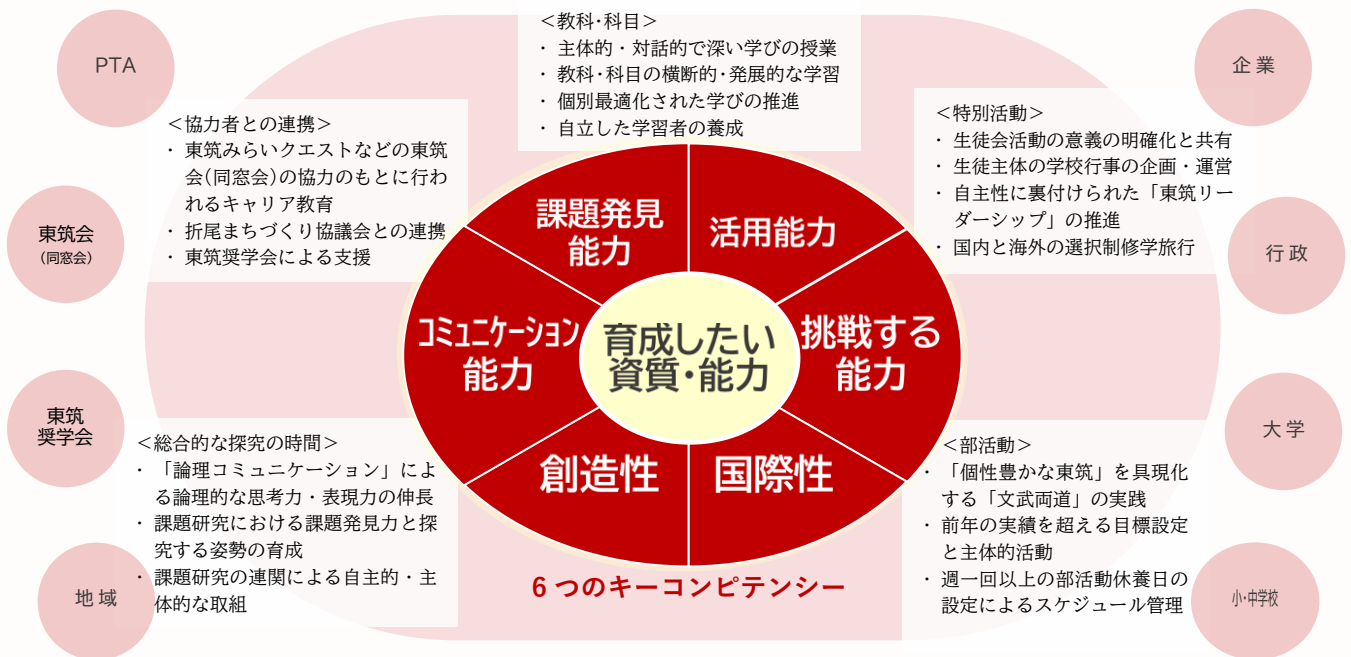 <教科・科目>
・ 主体的・対話的で深い学びの授業
・ 教科・科目の横断的・発展的な学習
・ 個別最適化された学びの推進
・ 自立した学習者の養成
PTA
企業
<協力者との連携>
・ 東筑みらいクエストなどの東筑
会(同窓会)の協力のもとに行わ
れるキャリア教育
・ 折尾まちづくり協議会との連携
・ 東筑奨学会による支援
<特別活動>
・ 生徒会活動の意義の明確化と共有
・ 生徒主体の学校行事の企画・運営
・ 自主性に裏付けられた「東筑リー
ダーシップ」の推進
・ 国内と海外の選択制修学旅行
東筑会
(同窓会)
行政
課題発見
能力
活用能力
コミュニケーション
能力
育成したい
資質・能力
挑戦する
能力
創造性
国際性
6つのキーコンピテンシー
東筑
奨学会
大学
<総合的な探究の時間>
・ 「論理コミュニケーション」によ
る論理的な思考力・表現力の伸長
・ 課題研究における課題発見力と探
究する姿勢の育成
・ 課題研究の連関による自主的・主
体的な取組
<部活動>
・ 「個性豊かな東筑」を具現化
する「文武両道」の実践
・ 前年の実績を超える目標設定
と主体的活動
・ 週一回以上の部活動休養日の
設定によるスケジュール管理
地域
小・中学校